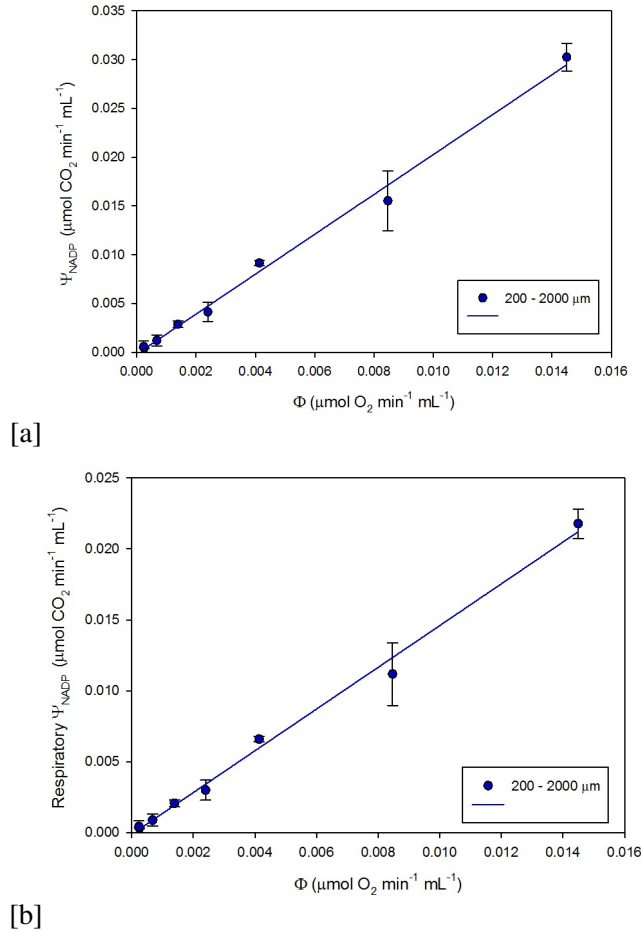 0.035
0.030
0.025
0.020
0.015
0.010
0.005
0.000
Ψ_NADP (μmol CO₂ min⁻¹ mL⁻¹)
200 - 2000 μm
0.000 0.002 0.004 0.006 0.008 0.010 0.012 0.014 0.016
Φ (μmol O₂ min⁻¹ mL⁻¹)
[a]
0.025
0.020
0.015
0.010
0.005
0.000
Respiratory Ψ_NADP (μmol CO₂ min⁻¹ mL⁻¹)
200 - 2000 μm
0.000 0.002 0.004 0.006 0.008 0.010 0.012 0.014 0.016
Φ (μmol O₂ min⁻¹ mL⁻¹)
[b]